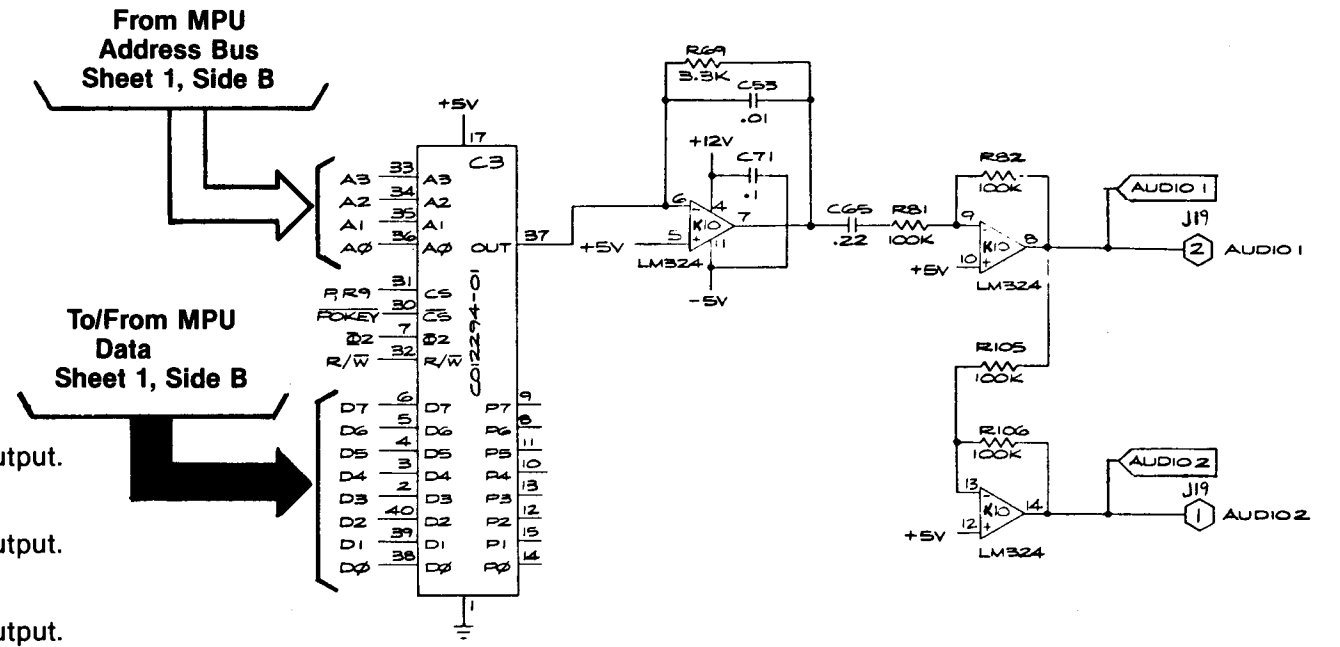 From MPU
Address Bus
Sheet 1, Side B
R69
3.3K
C53
.01
+5V
17
C3
+12V
C71
.1
R82
100K
AUDIO 1
A3 33 A3
A2 34 A2
A1 35 A1
AØ 36 AØ
OUT 37
6 - 4
K10 7
+5V 5 + 11
LM324
-5V
C65
.22
R81
100K
9 -
K10 8
+5V 10 +
LM324
J19
2 AUDIO 1
31 CS
POKEY 30 CS
Φ2 7 Φ2
R/W 32 R/W
CO12294-01
To/From MPU
Data
Sheet 1, Side B
R105
100K
D7 6 D7 P7 9
D6 5 D6 P6 8
D5 4 D5 P5 11
D4 3 D4 P4 10
D3 2 D3 P3 13
D2 40 D2 P2 12
D1 39 D1 P1 15
DØ 38 DØ PØ 14
1
R106
100K
AUDIO 2
13 -
K10 14
+5V 12 +
LM324
J19
1 AUDIO 2
utput.
utput.
utput.